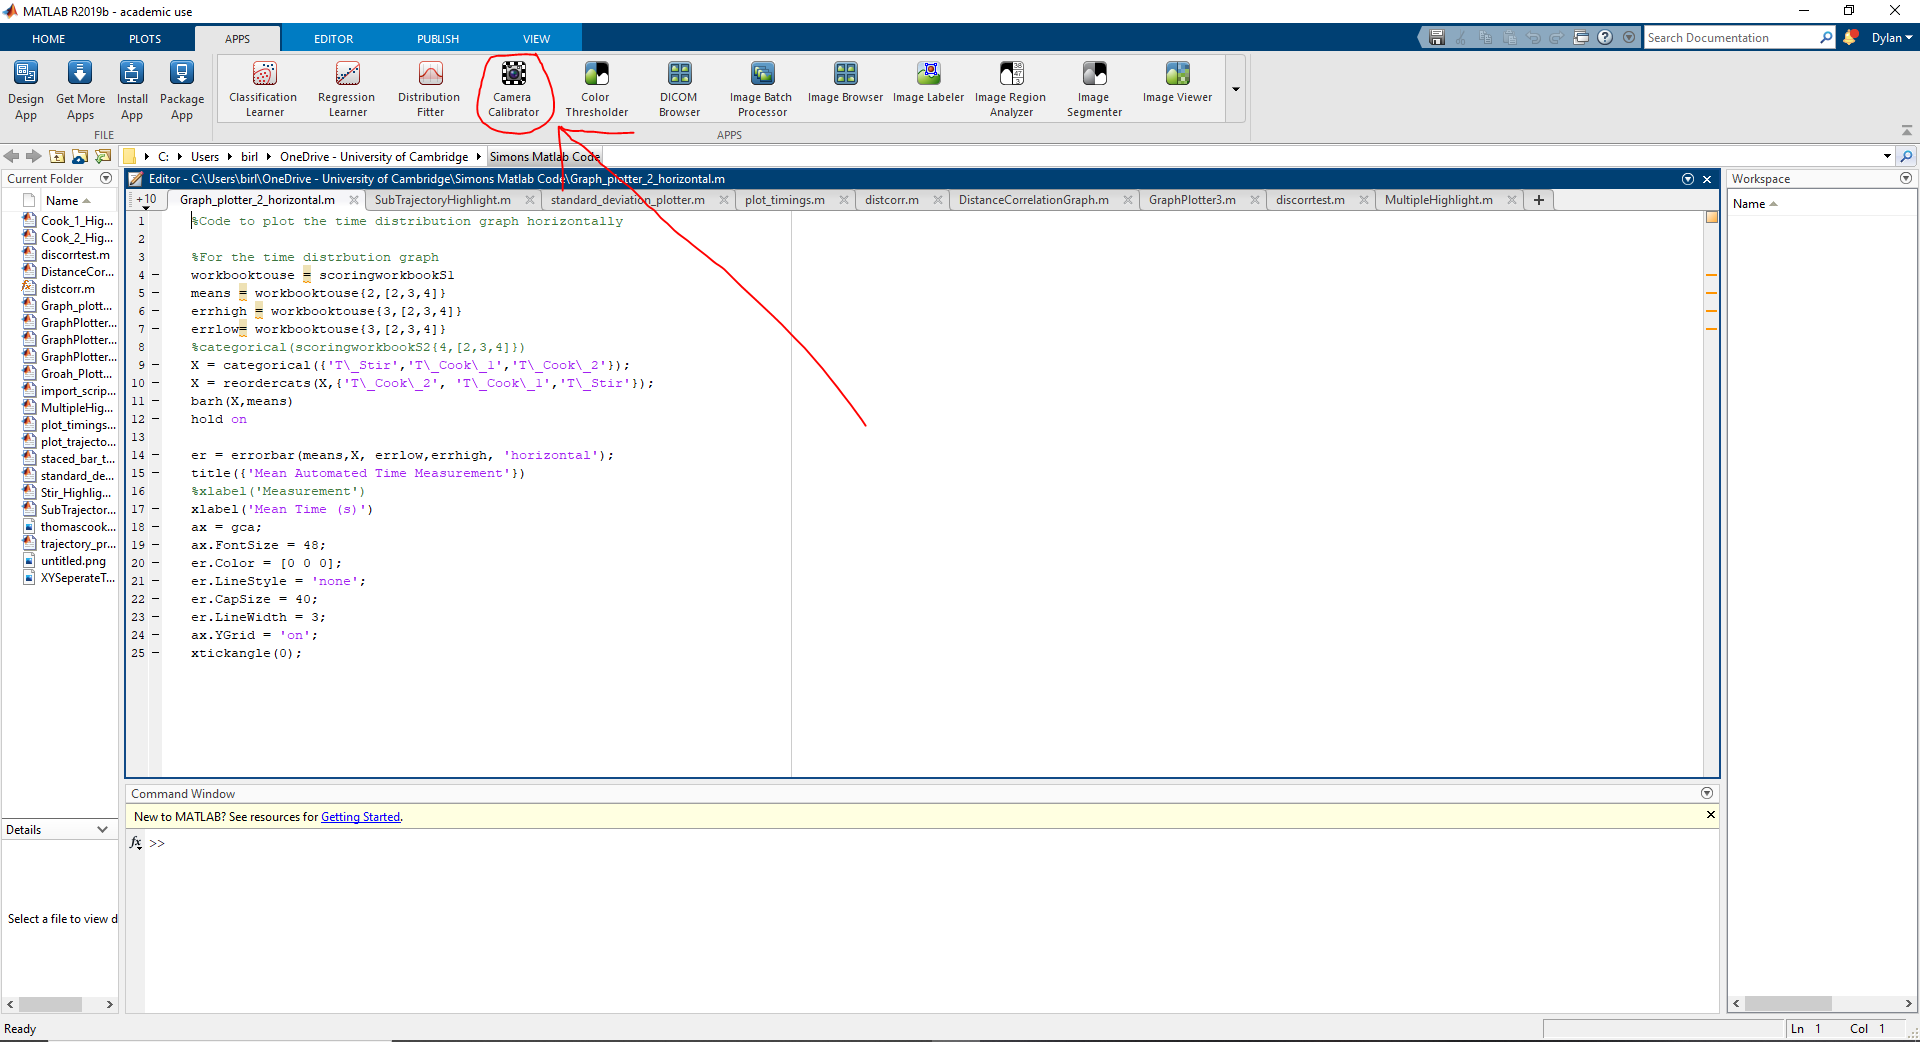 MATLAB R2019b - academic use
HOME PLOTS APPS EDITOR PUBLISH VIEW
Search Documentation Dylan
Design App
Get More Apps
Install App
Package App
Classification Learner
Regression Learner
Distribution Fitter
Camera Calibrator
Color Thresholder
DICOM Browser
Image Batch Processor
Image Browser
Image Labeler
Image Region Analyzer
Image Segmenter
Image Viewer
FILE APPS
C: Users birl OneDrive - University of Cambridge Simons Matlab Code
Current Folder
Name
Cook_1_Hig...
Cook_2_Hig...
discorrtest.m
DistanceCor...
distcorr.m
Graph_plott...
GraphPlotter...
GraphPlotter...
GraphPlotter...
Groah_Plott...
import_scrip...
MultipleHig...
plot_timings...
plot_trajecto...
staced_bar_t...
standard_de...
Stir_Highlig...
SubTrajector...
thomascook...
trajectory_pr...
untitled.png
XYSeperateT...
Details
Select a file to view d
Editor - C:\Users\birl\OneDrive - University of Cambridge\Simons Matlab Code\Graph_plotter_2_horizontal.m
+10 Graph_plotter_2_horizontal.m SubTrajectoryHighlight.m standard_deviation_plotter.m plot_timings.m distcorr.m DistanceCorrelationGraph.m GraphPlotter3.m discorrtest.m MultipleHighlight.m +
1 %Code to plot the time distribution graph horizontally
2
3 %For the time distrbution graph
4 – workbooktouse = scoringworkbookS1
5 – means = workbooktouse{2,[2,3,4]}
6 – errhigh = workbooktouse{3,[2,3,4]}
7 – errlow= workbooktouse{3,[2,3,4]}
8 %categorical(scoringworkbookS2{4,[2,3,4]})
9 – X = categorical({'T\_Stir','T\_Cook\_1','T\_Cook\_2'});
10 – X = reordercats(X,{'T\_Cook\_2', 'T\_Cook\_1','T\_Stir'});
11 – barh(X,means)
12 – hold on
13
14 – er = errorbar(means,X, errlow,errhigh, 'horizontal');
15 – title({'Mean Automated Time Measurement'})
16 %xlabel('Measurement')
17 – xlabel('Mean Time (s)')
18 – ax = gca;
19 – ax.FontSize = 48;
20 – er.Color = [0 0 0];
21 – er.LineStyle = 'none';
22 – er.CapSize = 40;
23 – er.LineWidth = 3;
24 – ax.YGrid = 'on';
25 – xtickangle(0);
Command Window
New to MATLAB? See resources for Getting Started.
fx >>
Workspace
Name
Ready
Ln 1 Col 1